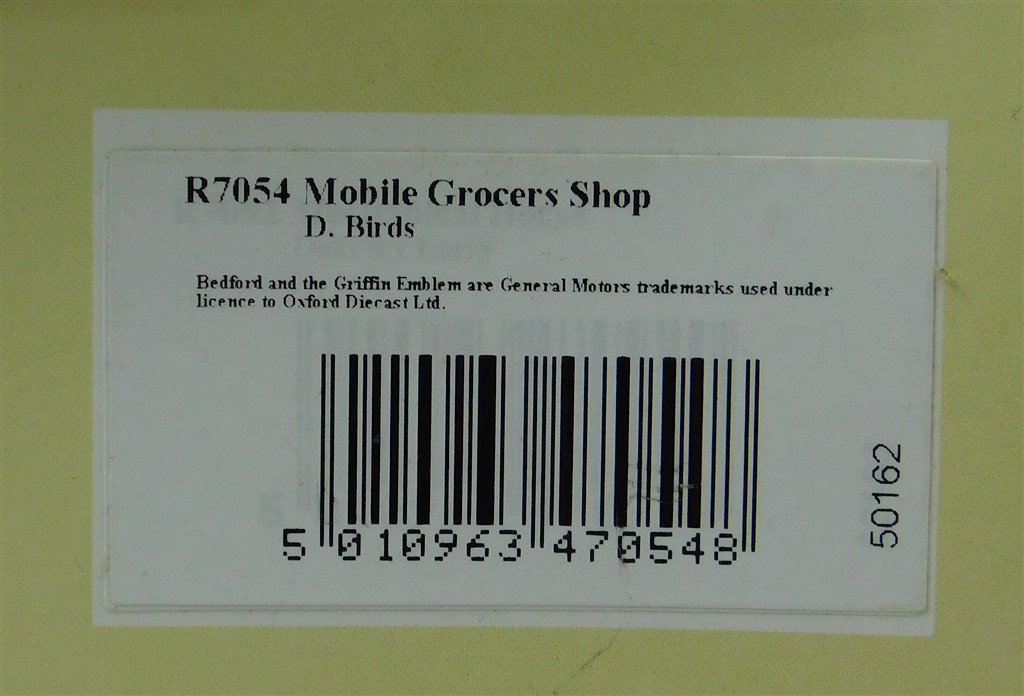 R7054 Mobile Grocers Shop
D. Birds
Bedford and the Griffin Emblem are General Motors trademarks used under
licence to Oxford Diecast Ltd.
5 010963 470548
50162